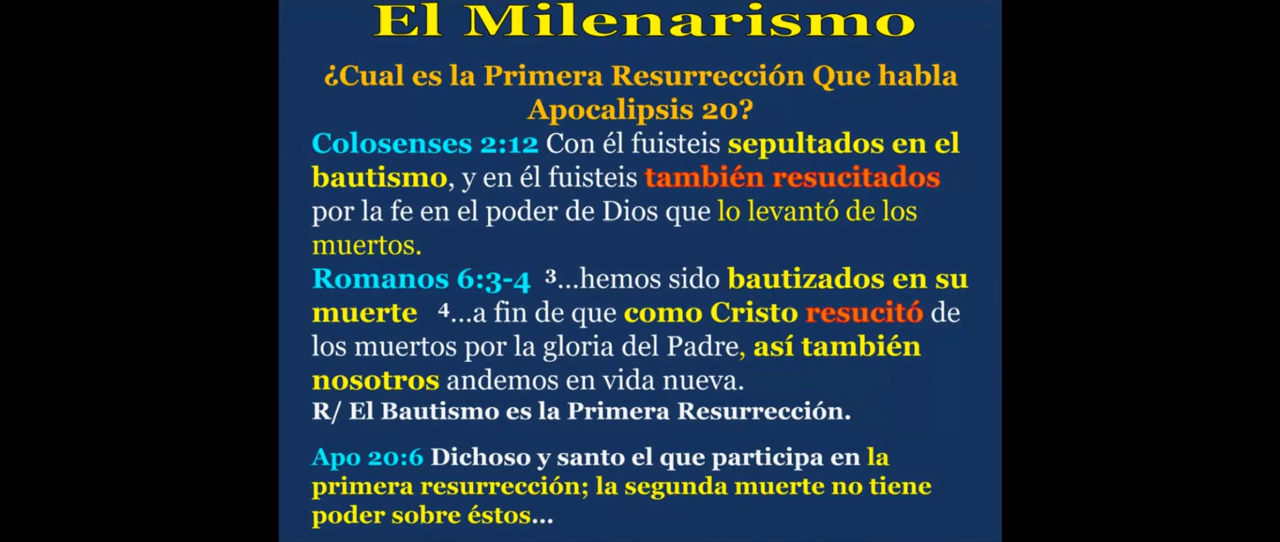 El Milenarismo
¿Cual es la Primera Resurrección Que habla
Apocalipsis 20?
Colosenses 2:12 Con él fuisteis sepultados en el
bautismo, y en él fuisteis también resucitados
por la fe en el poder de Dios que lo levantó de los
muertos.
Romanos 6:3-4 ³...hemos sido bautizados en su
muerte ⁴...a fin de que como Cristo resucitó de
los muertos por la gloria del Padre, así también
nosotros andemos en vida nueva.
R/ El Bautismo es la Primera Resurrección.
Apo 20:6 Dichoso y santo el que participa en la
primera resurrección; la segunda muerte no tiene
poder sobre éstos...